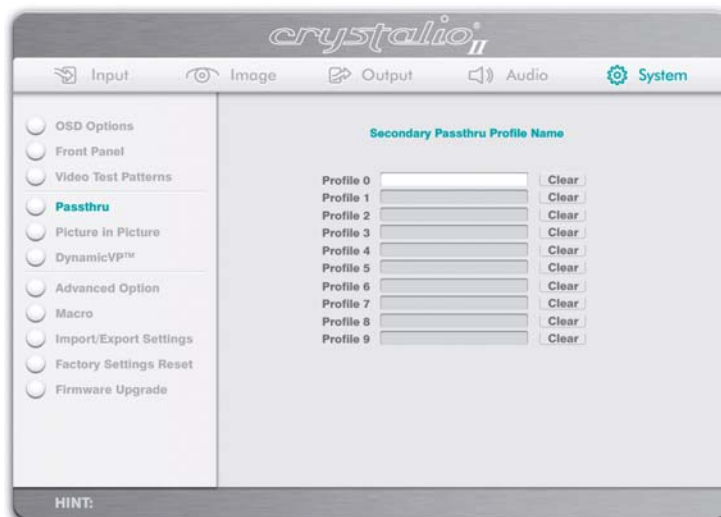 crystalio II
Input Image Output Audio System
OSD Options
Front Panel
Video Test Patterns
Passthru
Picture in Picture
DynamicVP™
Advanced Option
Macro
Import/Export Settings
Factory Settings Reset
Firmware Upgrade
Secondary Passthru Profile Name
Profile 0 Clear
Profile 1 Clear
Profile 2 Clear
Profile 3 Clear
Profile 4 Clear
Profile 5 Clear
Profile 6 Clear
Profile 7 Clear
Profile 8 Clear
Profile 9 Clear
HINT: